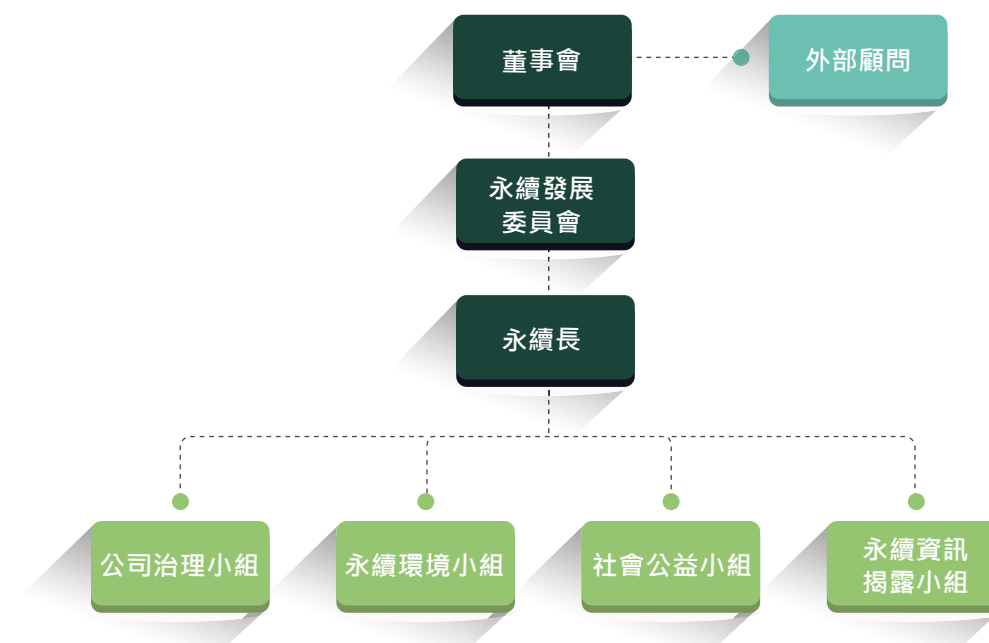 董事會
外部顧問
永續發展
委員會
永續長
公司治理小組
永續環境小組
社會公益小組
永續資訊
揭露小組